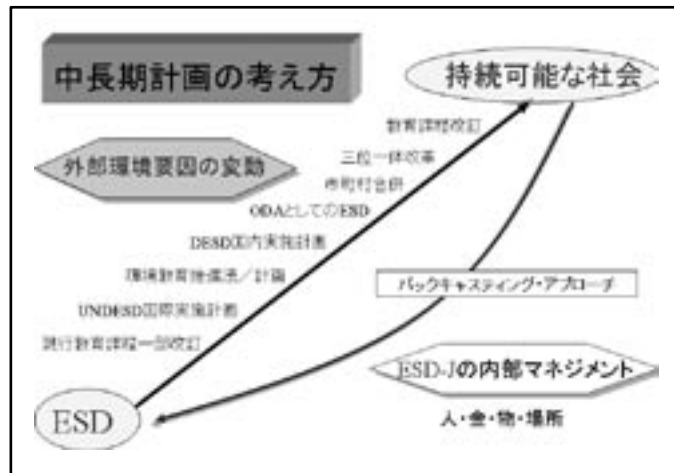 中長期計画の考え方
持続可能な社会
外部環境要因の変動
教育課程改訂
三位一体改革
市町村合併
ODAとしてのESD
DESD国内実施計画
環境教育推進法/計画
UNDESD国際実施計画
現行教育課程一部改訂
バックキャスティング・アプローチ
ESD-Jの内部マネジメント
ESD
人・金・物・場所